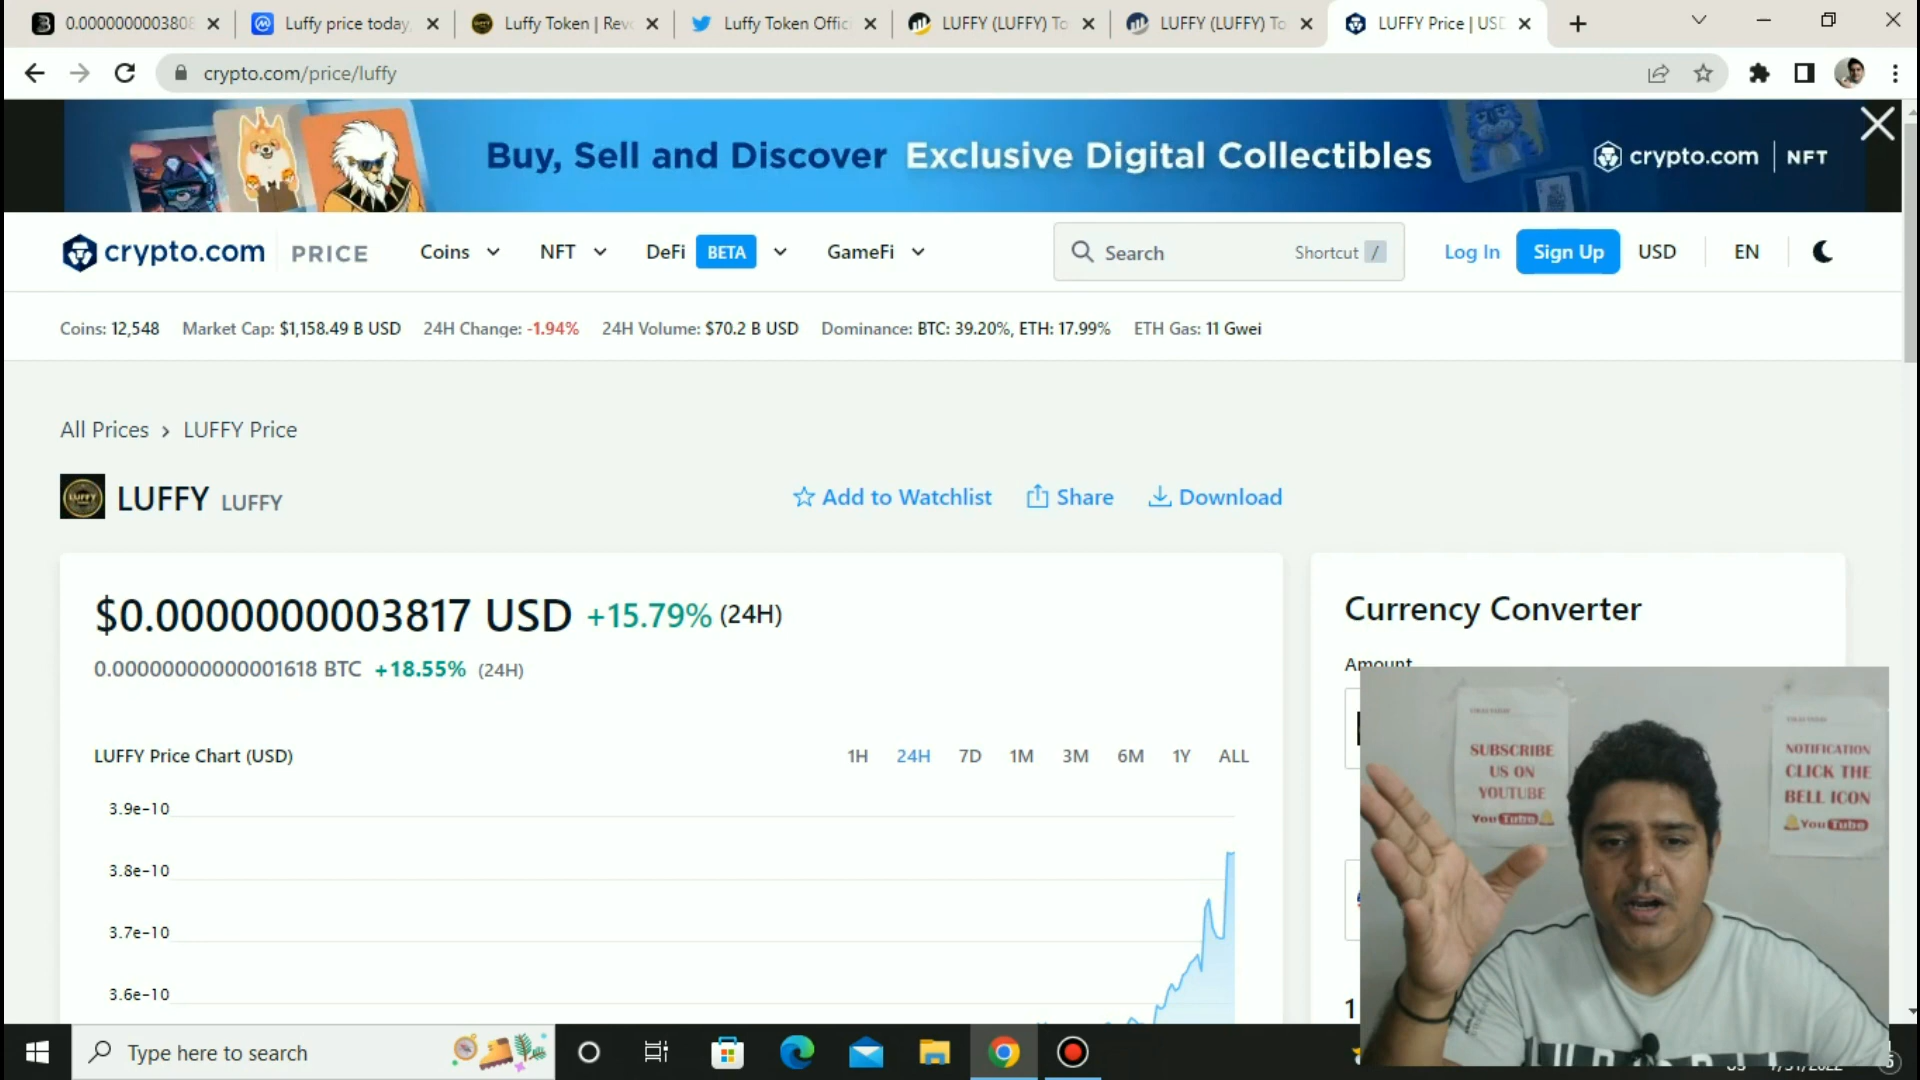 0.0000000003808
Luffy price today,
Luffy Token | Revo
Luffy Token Offic
LUFFY (LUFFY) To
LUFFY (LUFFY) To
LUFFY Price | USD
crypto.com/price/luffy
Buy, Sell and Discover Exclusive Digital Collectibles
crypto.com | NFT
crypto.com PRICE
Coins
NFT
DeFi BETA
GameFi
Search
Shortcut /
Log In
Sign Up
USD
EN
Coins: 12,548 Market Cap: $1,158.49 B USD 24H Change: -1.94% 24H Volume: $70.2 B USD Dominance: BTC: 39.20%, ETH: 17.99% ETH Gas: 11 Gwei
All Prices › LUFFY Price
LUFFY LUFFY
Add to Watchlist
Share
Download
$0.0000000003817 USD +15.79% (24H)
0.00000000000001618 BTC +18.55% (24H)
Currency Converter
Amount
LUFFY Price Chart (USD)
1H 24H 7D 1M 3M 6M 1Y ALL
3.9e-10
3.8e-10
3.7e-10
3.6e-10
1
SUBSCRIBE
US ON
YOUTUBE
YouTube
NOTIFICATION
CLICK THE
BELL ICON
YouTube
Type here to search